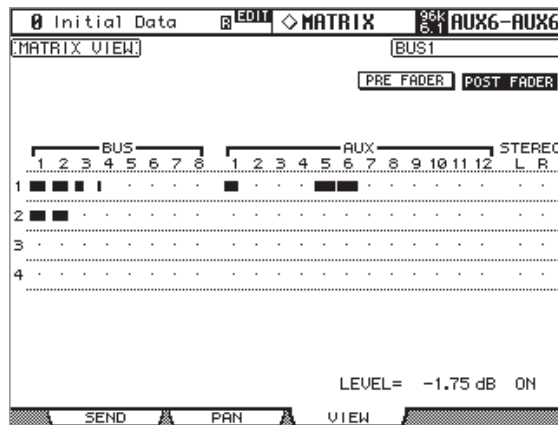 0 Initial Data B EDIT ◇MATRIX 96K 6.1 AUX6-AUX6
MATRIX VIEW BUS1
PRE FADER POST FADER
BUS AUX STEREO
1 2 3 4 5 6 7 8 1 2 3 4 5 6 7 8 9 10 11 12 L R
1
2
3
4
LEVEL= -1.75 dB ON
SEND PAN VIEW